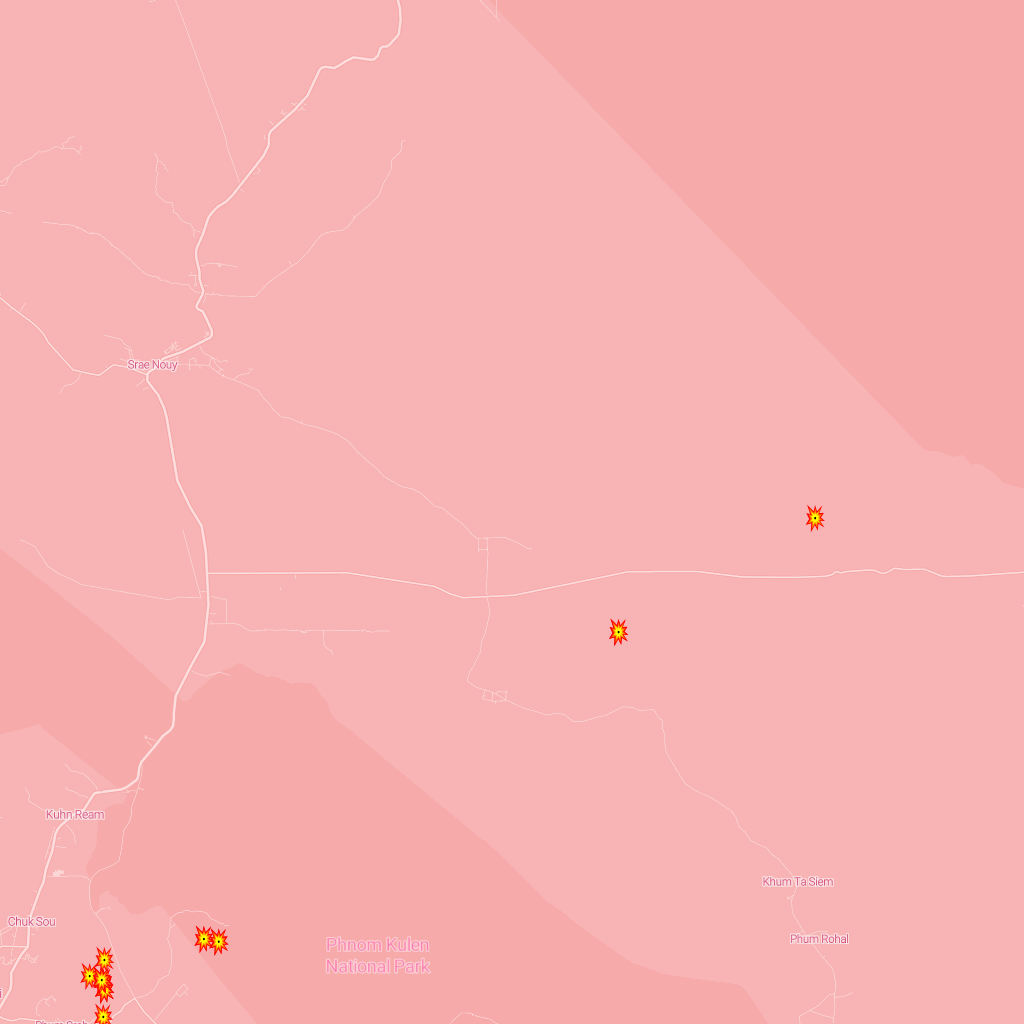 Srae Nouy
Kuhn Ream
Khum Ta Siem
Chuk Sou
Phum Rohal
Phnom Kulen
National Park